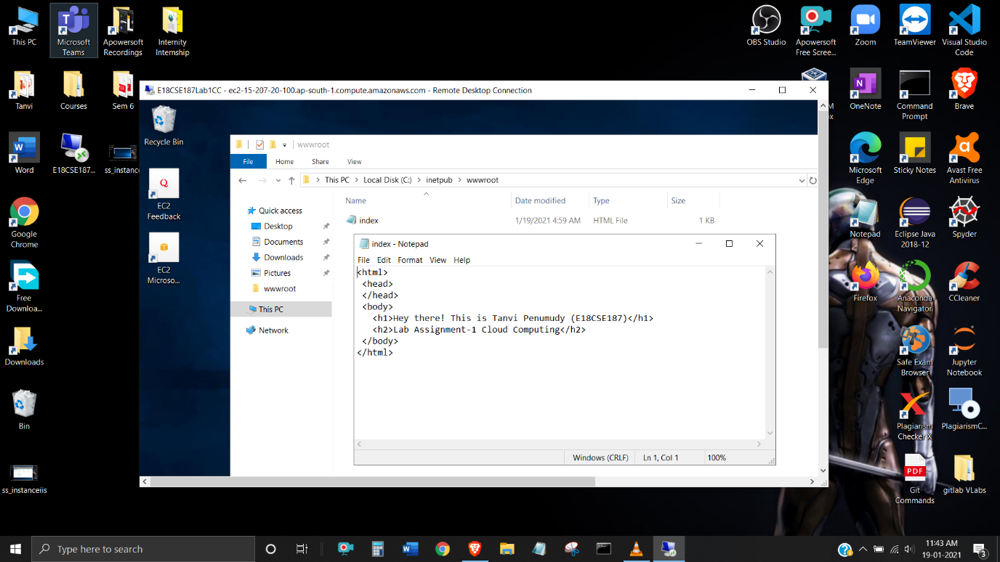 This PC
Microsoft
Teams
Apowersoft
Recordings
Internity
Internship
OBS Studio
Apowersoft
Free Scree...
Zoom
TeamViewer
Visual Studio
Code
Tanvi
Courses
Sem 6
OneNote
Command
Prompt
Brave
Word
E18CSE187...
ss_instance
Microsoft
Edge
Sticky Notes
Avast Free
Antivirus
Google
Chrome
Notepad
Eclipse Java
2018-12
Spyder
Free
Downloa...
Firefox
Anaconda
Navigator
CCleaner
Downloads
Safe Exam
Browser
Jupyter
Notebook
Bin
Plagiarism
Checker X
PlagiarismC...
ss_instanceiis
PDF
Git
Commands
gitlab VLabs
E18CSE187Lab1CC - ec2-15-207-20-100.ap-south-1.compute.amazonaws.com - Remote Desktop Connection
Recycle Bin
EC2
Feedback
EC2
Microso...
wwwroot
File Home Share View
This PC > Local Disk (C:) > inetpub > wwwroot
Name Date modified Type Size
index 1/19/2021 4:59 AM HTML File 1 KB
Quick access
Desktop
Documents
Downloads
Pictures
wwwroot
This PC
Network
index - Notepad
File Edit Format View Help
<html>
<head>
</head>
<body>
<h1>Hey there! This is Tanvi Penumudy (E18CSE187)</h1>
<h2>Lab Assignment-1 Cloud Computing</h2>
</body>
</html>
Windows (CRLF) Ln 1, Col 1 100%
Type here to search
11:43 AM
19-01-2021
3